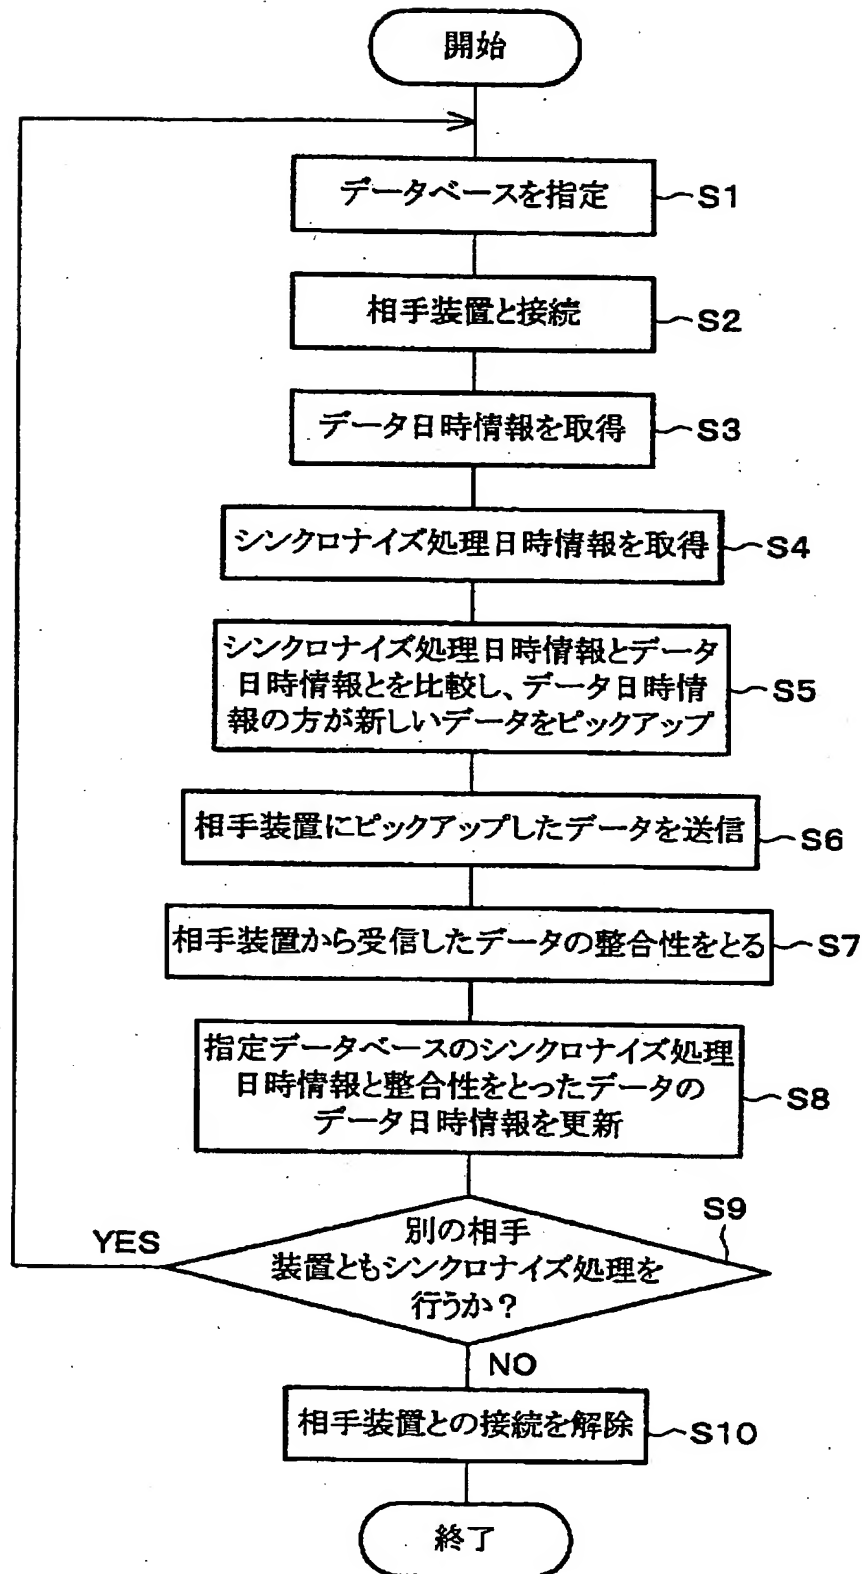 開始
データベースを指定
S1
相手装置と接続
S2
データ日時情報を取得
S3
シンクロナイズ処理日時情報を取得
S4
シンクロナイズ処理日時情報とデータ
日時情報とを比較し、データ日時情
報の方が新しいデータをピックアップ
S5
相手装置にピックアップしたデータを送信
S6
相手装置から受信したデータの整合性をとる
S7
指定データベースのシンクロナイズ処理
日時情報と整合性をとったデータの
データ日時情報を更新
S8
別の相手
装置ともシンクロナイズ処理を
行うか？
S9
YES
NO
相手装置との接続を解除
S10
終了